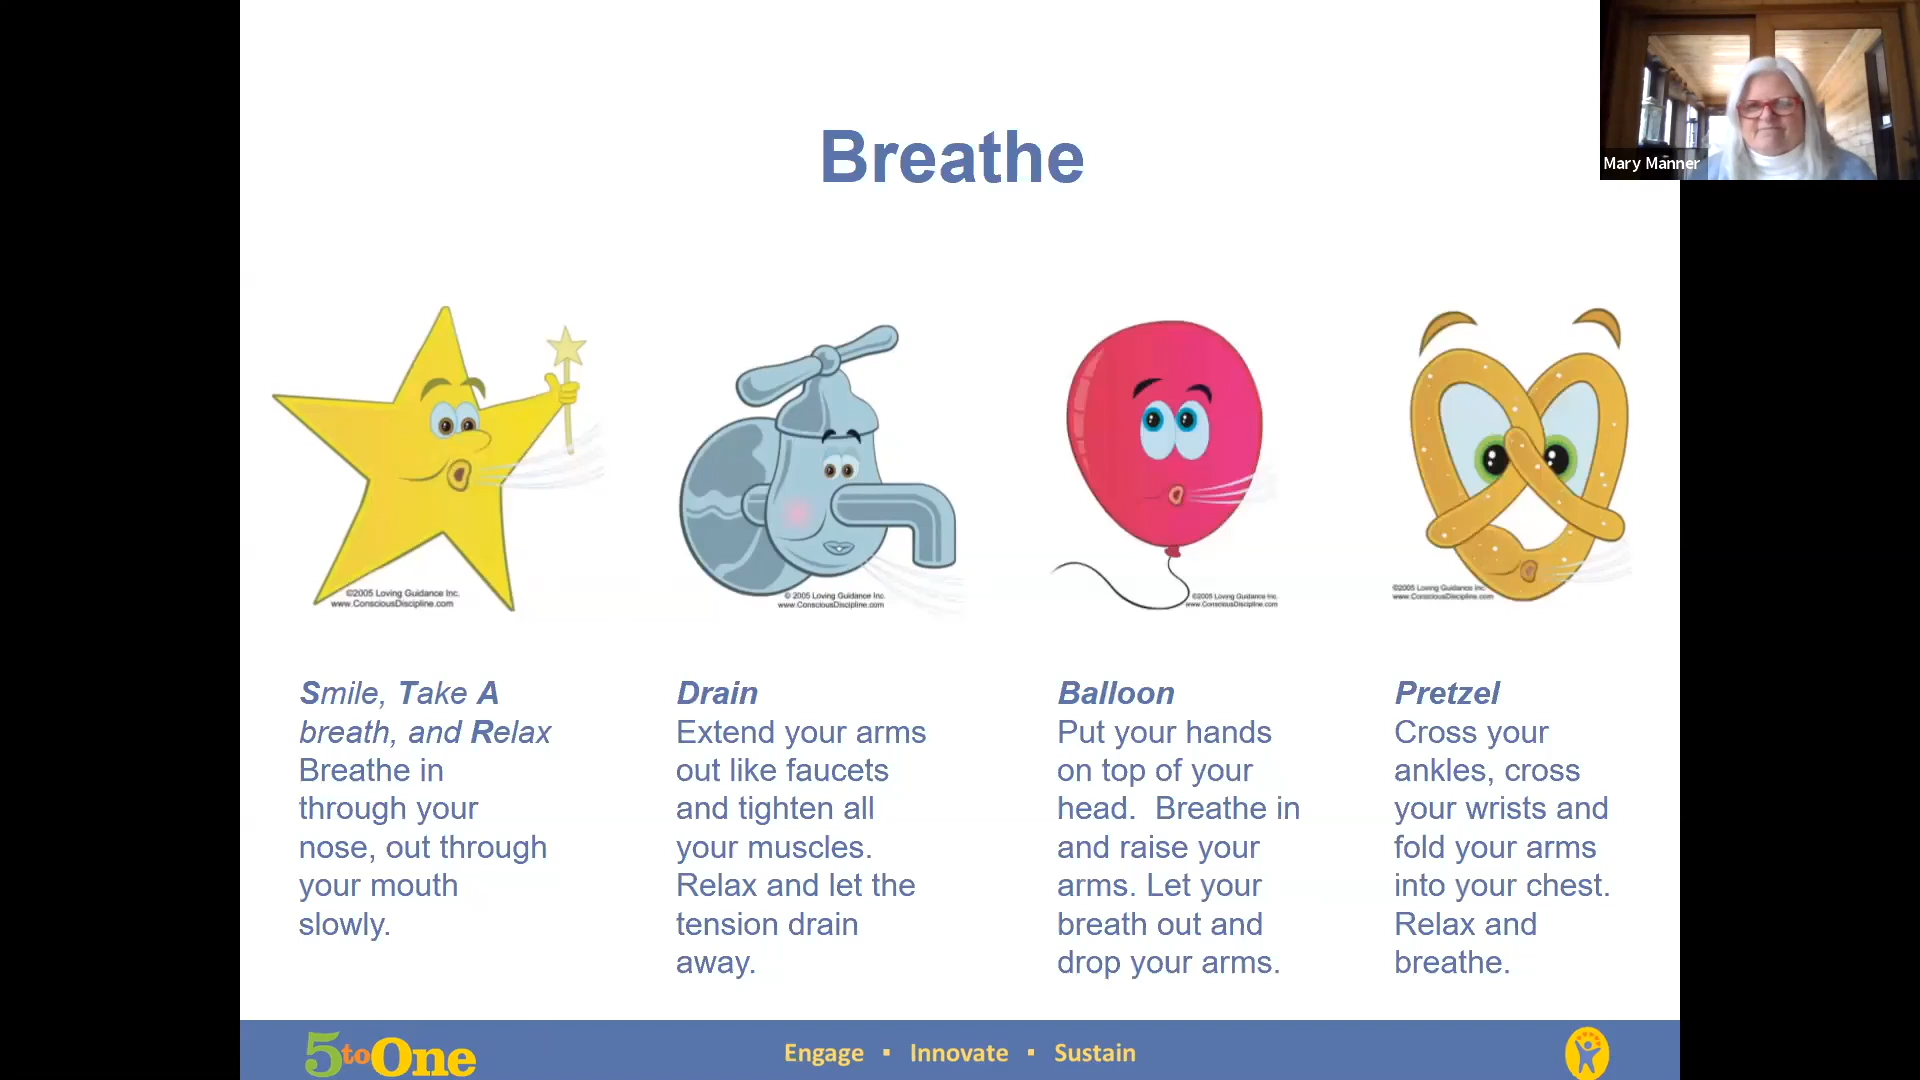 Breathe
Mary Manner
©2005 Loving Guidance Inc.
www.ConsciousDiscipline.com
© 2005 Loving Guidance Inc.
www.ConsciousDiscipline.com
©2005 Loving Guidance Inc.
www.ConsciousDiscipline.com
©2005 Loving Guidance Inc.
www.ConsciousDiscipline.com
Smile, Take A
breath, and Relax
Breathe in
through your
nose, out through
your mouth
slowly.
Drain
Extend your arms
out like faucets
and tighten all
your muscles.
Relax and let the
tension drain
away.
Balloon
Put your hands
on top of your
head.  Breathe in
and raise your
arms. Let your
breath out and
drop your arms.
Pretzel
Cross your
ankles, cross
your wrists and
fold your arms
into your chest.
Relax and
breathe.
5toOne
Engage ▪ Innovate ▪ Sustain